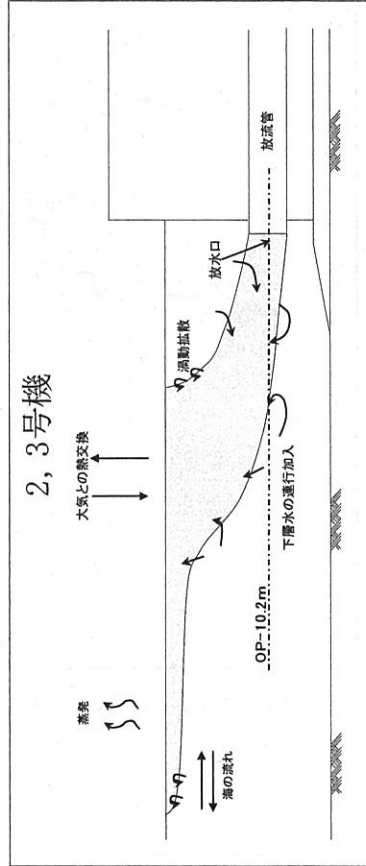 2，3号機
蒸発
大気との熱交換
渦動拡散
放水口
放流管
海の流れ
下層水の連行加入
OP-10.2m